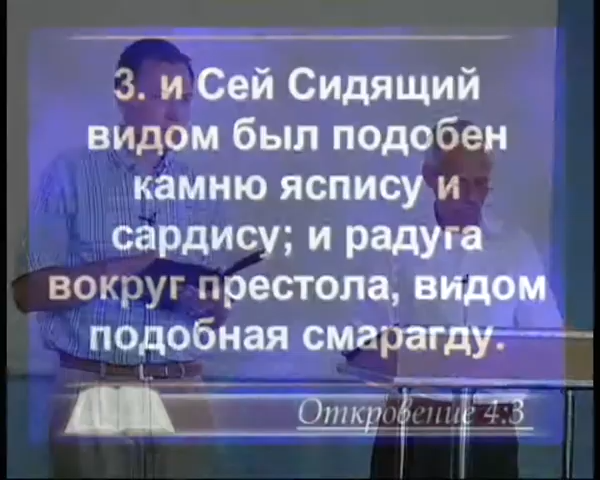 3. и Сей Сидящий
видом был подобен
камню яспису и
сардису; и радуга
вокруг престола, видом
подобная смарагду.
Откровение 4:3